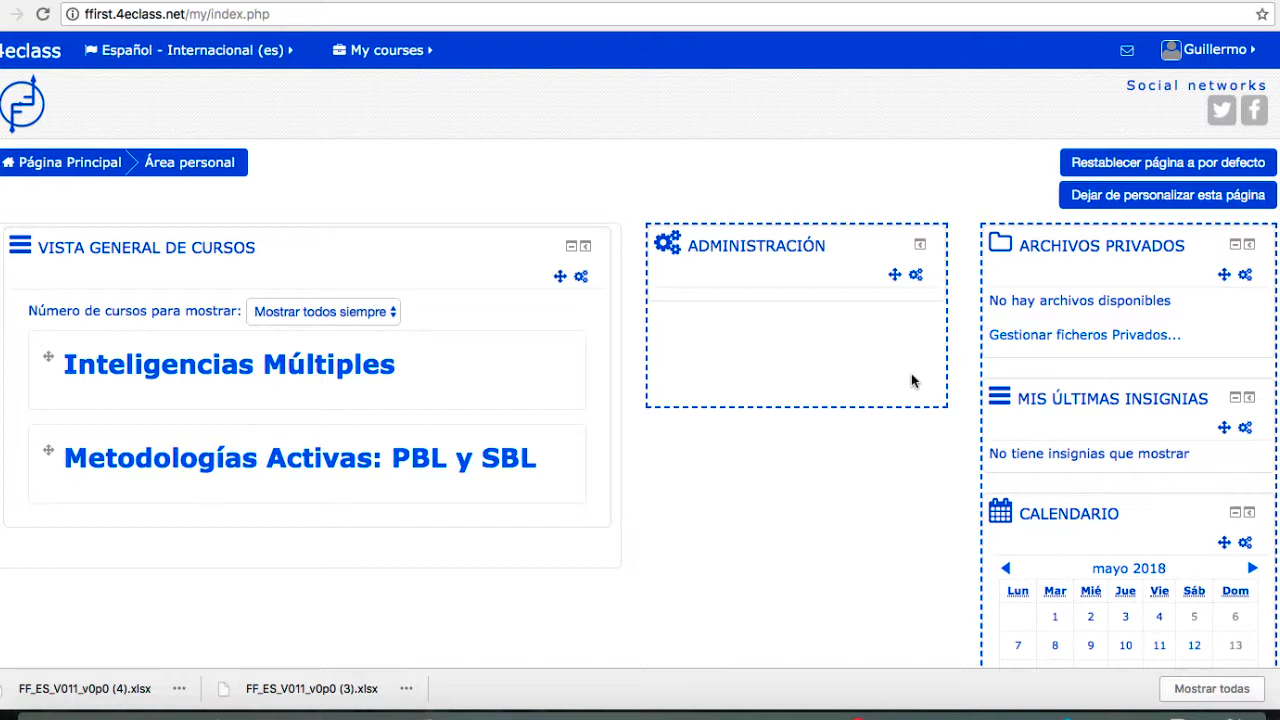 ffirst.4eclass.net/my/index.php
4eclass
Español - Internacional (es)
My courses
Guillermo
Social networks
Página Principal
Área personal
Restablecer página a por defecto
Dejar de personalizar esta página
VISTA GENERAL DE CURSOS
Número de cursos para mostrar: Mostrar todos siempre
Inteligencias Múltiples
Metodologías Activas: PBL y SBL
ADMINISTRACIÓN
ARCHIVOS PRIVADOS
No hay archivos disponibles
Gestionar ficheros Privados...
MIS ÚLTIMAS INSIGNIAS
No tiene insignias que mostrar
CALENDARIO
mayo 2018
Lun Mar Mié Jue Vie Sáb Dom
1 2 3 4 5 6
7 8 9 10 11 12 13
FF_ES_V011_v0p0 (4).xlsx
FF_ES_V011_v0p0 (3).xlsx
Mostrar todas